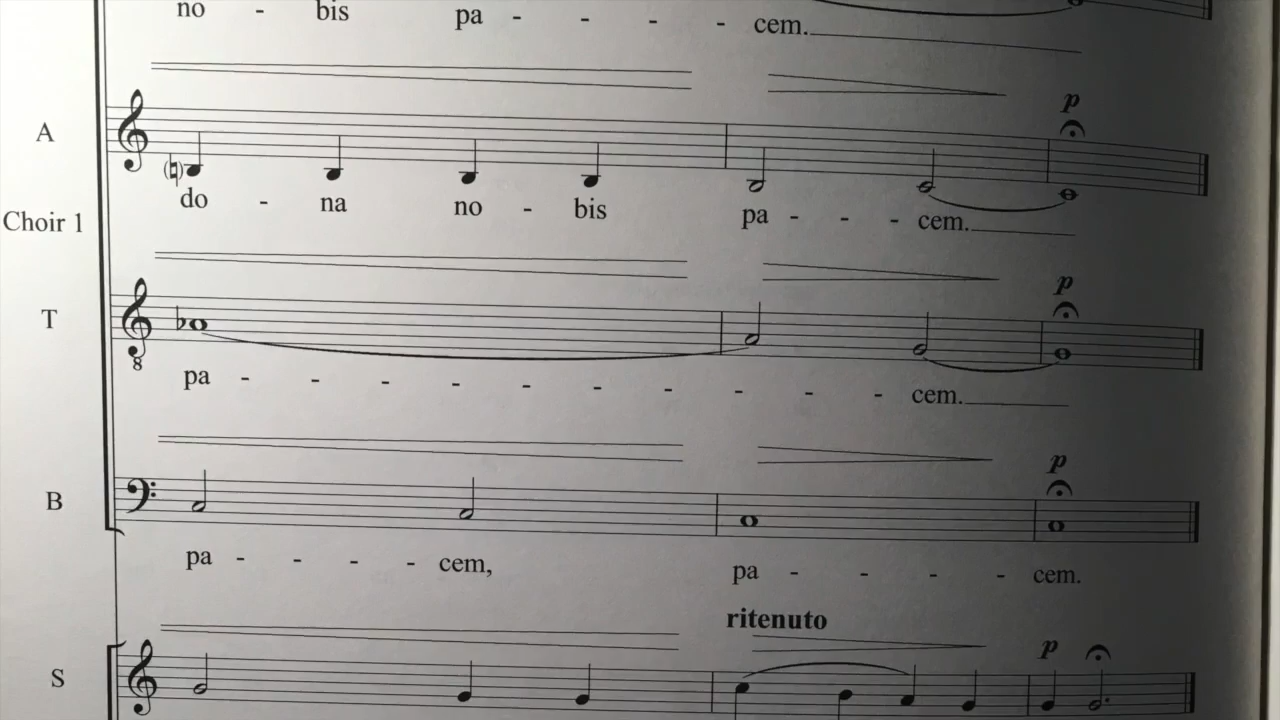 no - bis pa - - - - cem.
p
A
do - na no - bis pa - - - cem.
Choir 1
p
T
8
pa - - - - - - - - - - cem.
p
B
pa - - - - cem, pa - - - - cem.
ritenuto
p
S